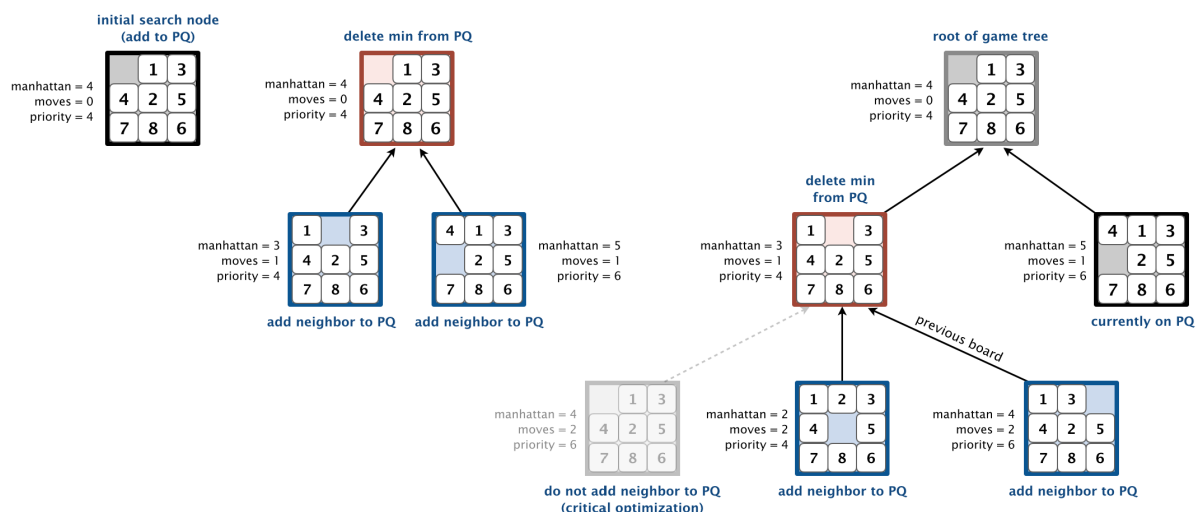 initial search node
(add to PQ)
manhattan = 4
moves = 0
priority = 4
1 3
4 2 5
7 8 6
delete min from PQ
manhattan = 4
moves = 0
priority = 4
1 3
4 2 5
7 8 6
manhattan = 3
moves = 1
priority = 4
1 3
4 2 5
7 8 6
add neighbor to PQ
4 1 3
2 5
7 8 6
manhattan = 5
moves = 1
priority = 6
add neighbor to PQ
root of game tree
manhattan = 4
moves = 0
priority = 4
1 3
4 2 5
7 8 6
delete min
from PQ
manhattan = 3
moves = 1
priority = 4
1 3
4 2 5
7 8 6
manhattan = 5
moves = 1
priority = 6
4 1 3
2 5
7 8 6
currently on PQ
previous board
manhattan = 4
moves = 2
priority = 6
1 3
4 2 5
7 8 6
do not add neighbor to PQ
(critical optimization)
manhattan = 2
moves = 2
priority = 4
1 2 3
4 5
7 8 6
add neighbor to PQ
manhattan = 4
moves = 2
priority = 6
1 3
4 2 5
7 8 6
add neighbor to PQ